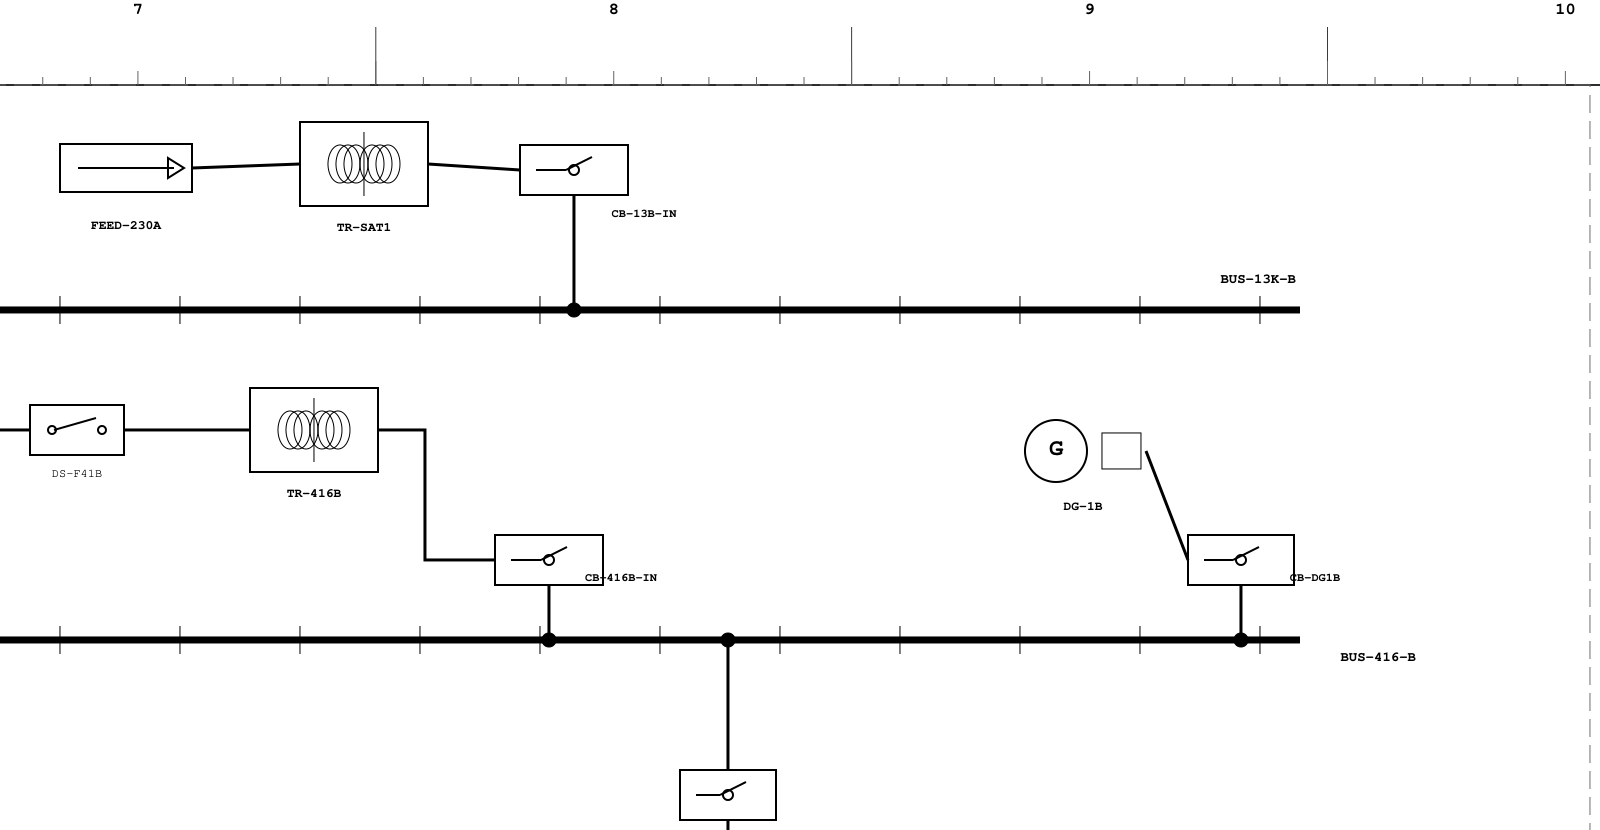 7 8 9 10
FEED-230A
TR-SAT1
CB-13B-IN
BUS-13K-B
DS-F41B
TR-416B
G
DG-1B
CB-416B-IN
CB-DG1B
BUS-416-B